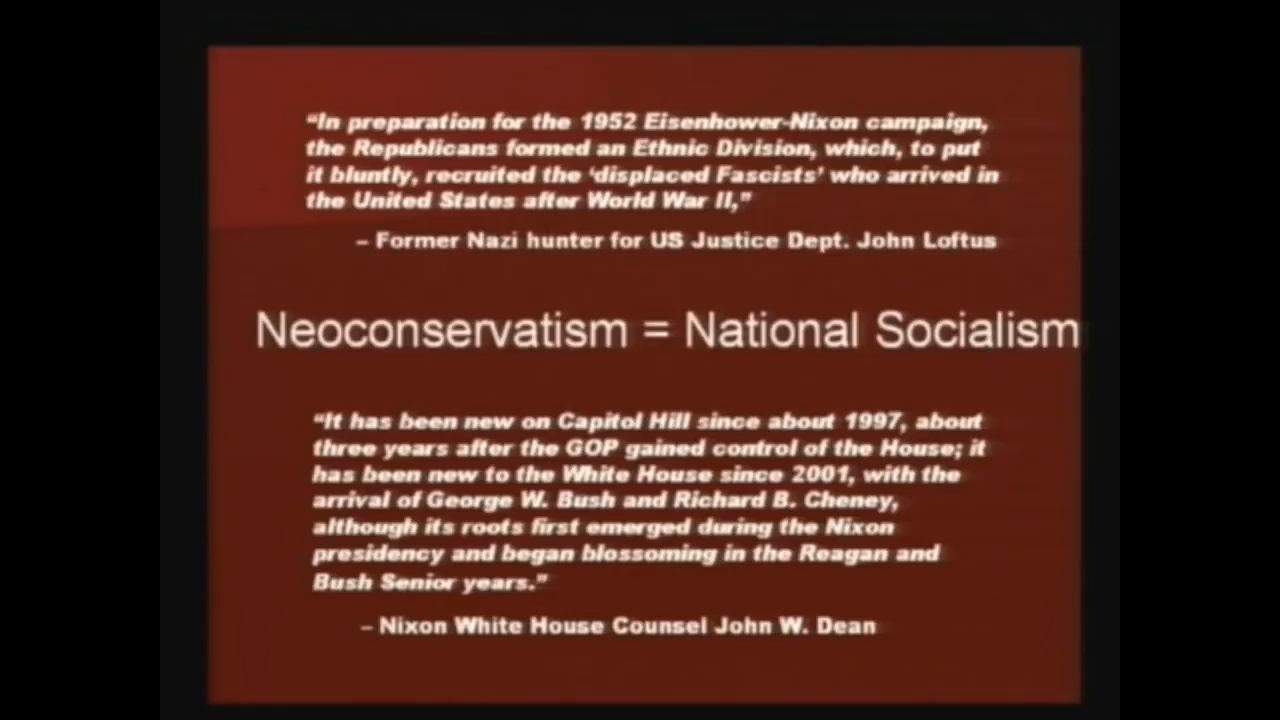 “In preparation for the 1952 Eisenhower-Nixon campaign,
the Republicans formed an Ethnic Division, which, to put
it bluntly, recruited the ‘displaced Fascists’ who arrived in
the United States after World War II,”
– Former Nazi hunter for US Justice Dept. John Loftus
Neoconservatism = National Socialism
“It has been new on Capitol Hill since about 1997, about
three years after the GOP gained control of the House; it
has been new to the White House since 2001, with the
arrival of George W. Bush and Richard B. Cheney,
although its roots first emerged during the Nixon
presidency and began blossoming in the Reagan and
Bush Senior years.”
– Nixon White House Counsel John W. Dean